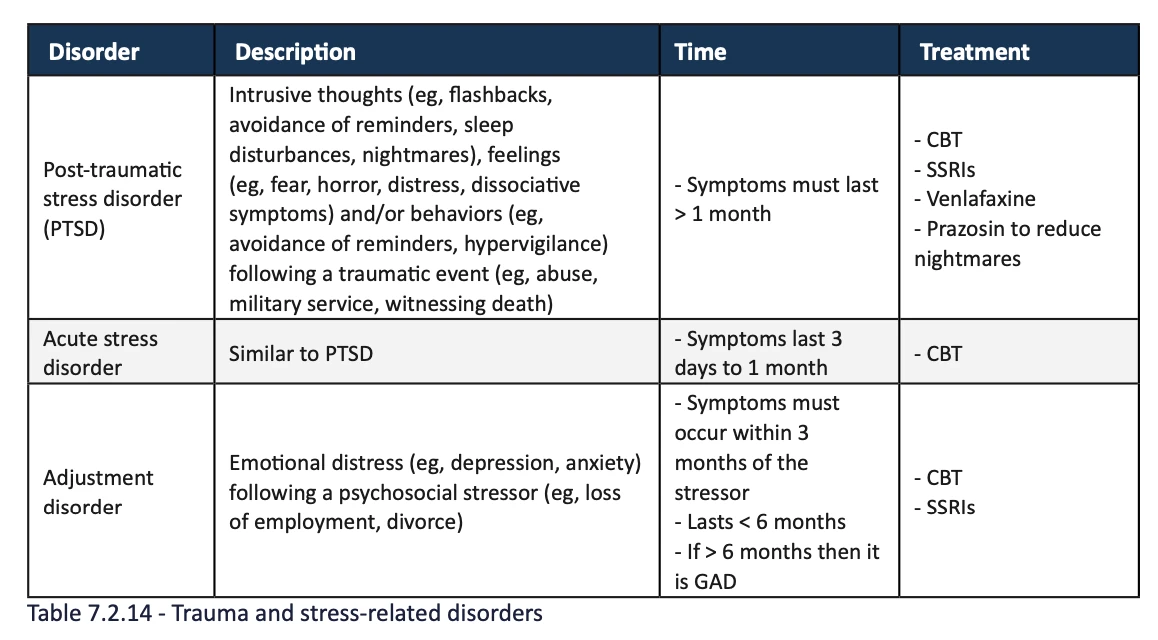 Disorder
Description
Time
Treatment
Post-traumatic
stress disorder
(PTSD)
Intrusive thoughts (eg, flashbacks,
avoidance of reminders, sleep
disturbances, nightmares), feelings
(eg, fear, horror, distress, dissociative
symptoms) and/or behaviors (eg,
avoidance of reminders, hypervigilance)
following a traumatic event (eg, abuse,
military service, witnessing death)
- Symptoms must last
> 1 month
- CBT
- SSRIs
- Venlafaxine
- Prazosin to reduce
nightmares
Acute stress
disorder
Similar to PTSD
- Symptoms last 3
days to 1 month
- CBT
Adjustment
disorder
Emotional distress (eg, depression, anxiety)
following a psychosocial stressor (eg, loss
of employment, divorce)
- Symptoms must
occur within 3
months of the
stressor
- Lasts < 6 months
- If > 6 months then it
is GAD
- CBT
- SSRIs
Table 7.2.14 - Trauma and stress-related disorders